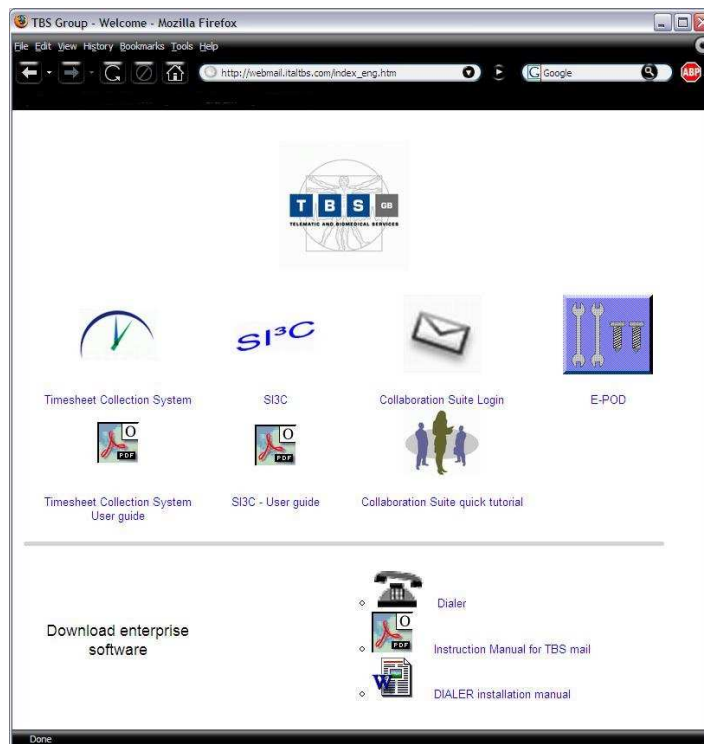 TBS Group - Welcome - Mozilla Firefox
File Edit View History Bookmarks Tools Help
http://webmail.italtbs.com/index_eng.htm
G Google
ABP
T B S GB
TELEMATIC AND BIOMEDICAL SERVICES
SI³C
Timesheet Collection System
SI3C
Collaboration Suite Login
E-POD
O
PDF
O
PDF
Timesheet Collection System
User guide
SI3C - User guide
Collaboration Suite quick tutorial
Dialer
Download enterprise
software
O
PDF
Instruction Manual for TBS mail
W
DIALER installation manual
Done